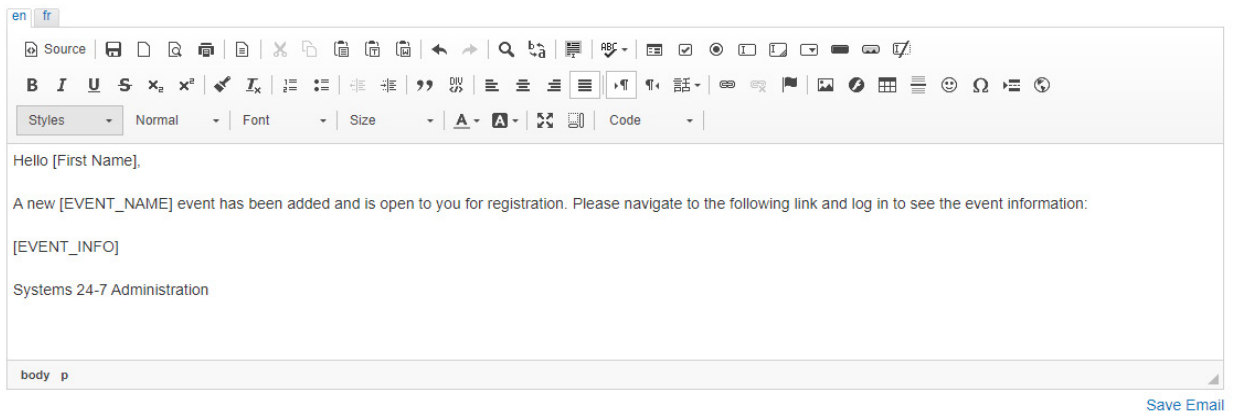 en fr
Source
Styles Normal Font Size Code
Hello [First Name],
A new [EVENT_NAME] event has been added and is open to you for registration. Please navigate to the following link and log in to see the event information:
[EVENT_INFO]
Systems 24-7 Administration
body p
Save Email